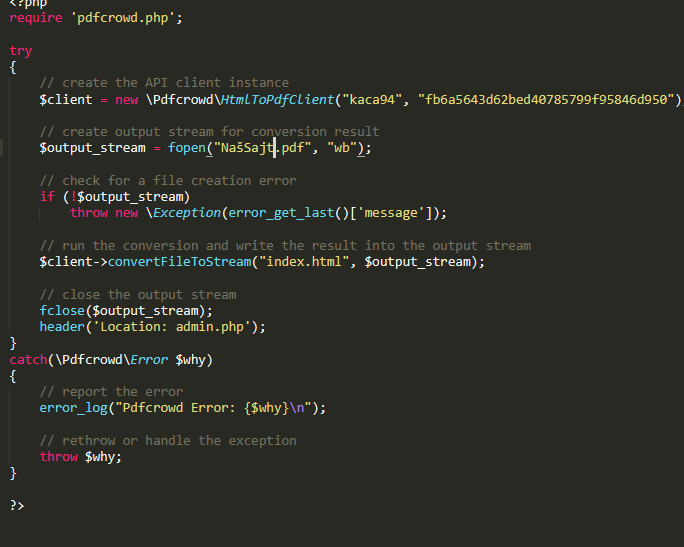 <?php
require 'pdfcrowd.php';
try
{
// create the API client instance
$client = new \Pdfcrowd\HtmlToPdfClient("kaca94", "fb6a5643d62bed40785799f95846d950")
// create output stream for conversion result
$output_stream = fopen("NašSajt.pdf", "wb");
// check for a file creation error
if (!$output_stream)
throw new \Exception(error_get_last()['message']);
// run the conversion and write the result into the output stream
$client->convertFileToStream("index.html", $output_stream);
// close the output stream
fclose($output_stream);
header('Location: admin.php');
}
catch(\Pdfcrowd\Error $why)
{
// report the error
error_log("Pdfcrowd Error: {$why}\n");
// rethrow or handle the exception
throw $why;
}
?>